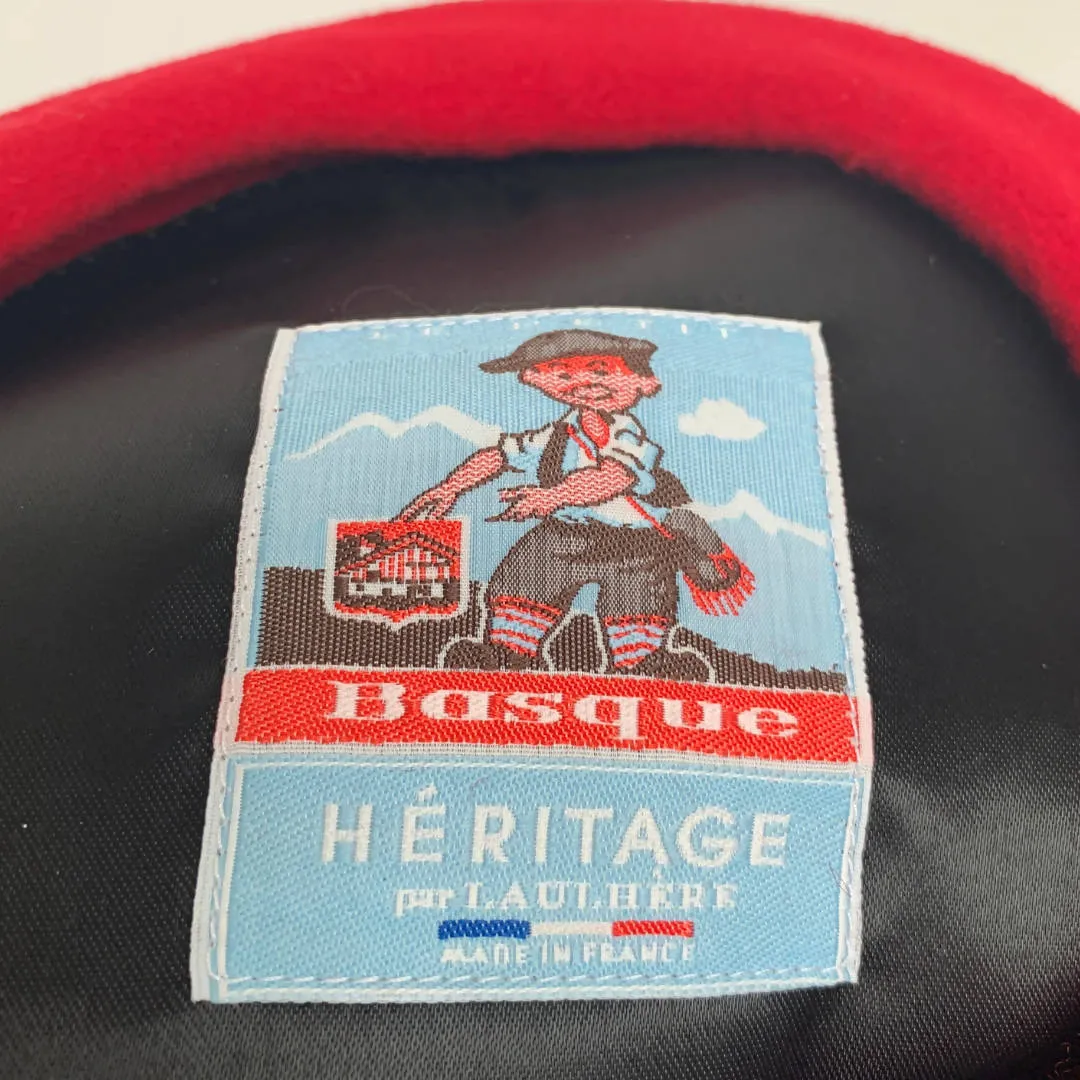 Basque
HÉRITAGE
par LAULHÈRE
MADE IN FRANCE